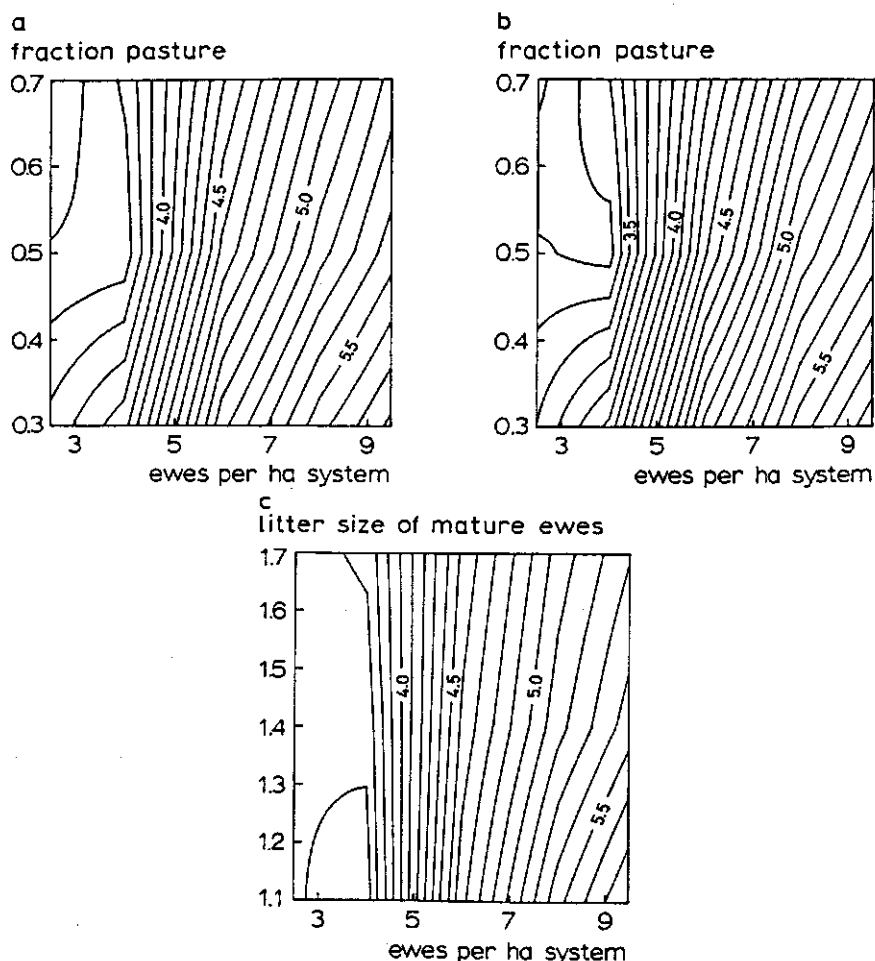 a
fraction pasture
0.7
0.6
0.5
0.4
0.3
4.0
4.5
5.0
5.5
3 5 7 9
ewes per ha system
b
fraction pasture
0.7
0.6
0.5
0.4
0.3
3.5
4.0
4.5
5.0
5.5
3 5 7 9
ewes per ha system
c
litter size of mature ewes
1.7
1.6
1.5
1.4
1.3
1.2
1.1
4.0
4.5
5.0
5.5
3 5 7 9
ewes per ha system